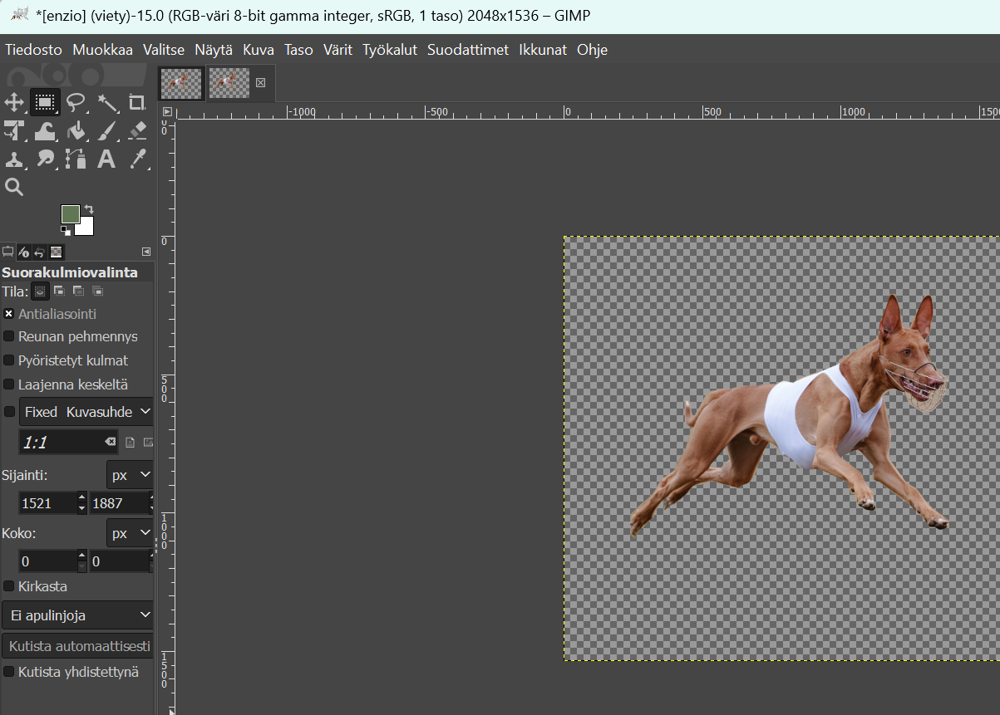 *[enzio] (viety)-15.0 (RGB-väri 8-bit gamma integer, sRGB, 1 taso) 2048x1536 – GIMP
Tiedosto Muokkaa Valitse Näytä Kuva Taso Värit Työkalut Suodattimet Ikkunat Ohje
-1000 -500 0 500 1000 1500
0
0
500
1000
1500
Suorakulmiovalinta
Tila:
Antialiasointi
Reunan pehmennys
Pyöristetyt kulmat
Laajenna keskeltä
Fixed Kuvasuhde
1:1
Sijainti: px
1521 1887
Koko: px
0 0
Kirkasta
Ei apulinjoja
Kutista automaattisesti
Kutista yhdistettynä